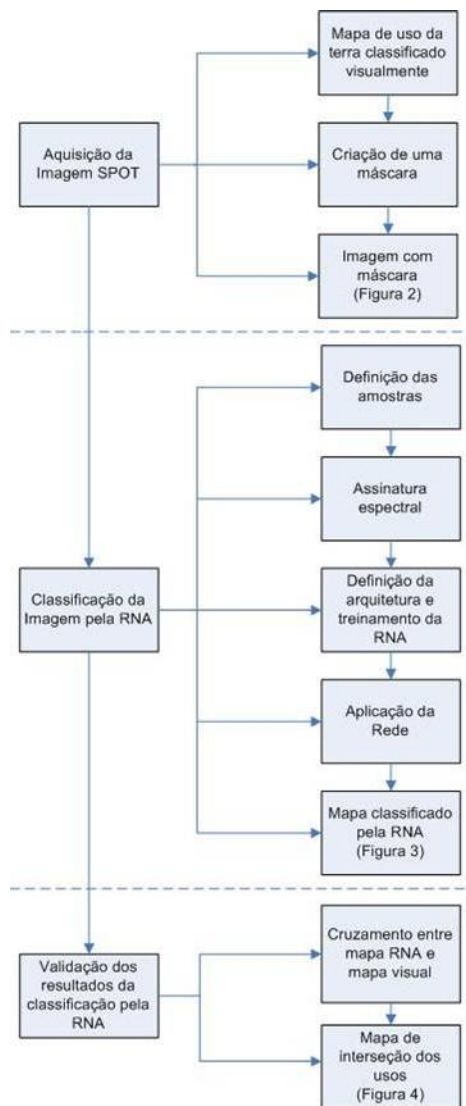 Mapa de uso da
terra classificado
visualmente
Aquisição da
Imagem SPOT
Criação de uma
máscara
Imagem com
máscara
(Figura 2)
Definição das
amostras
Assinatura
espectral
Classificação da
Imagem pela RNA
Definição da
arquitetura e
treinamento da
RNA
Aplicação da
Rede
Mapa classificado
pela RNA
(Figura 3)
Validação dos
resultados da
classificação pela
RNA
Cruzamento entre
mapa RNA e
mapa visual
Mapa de
interseção dos
usos
(Figura 4)